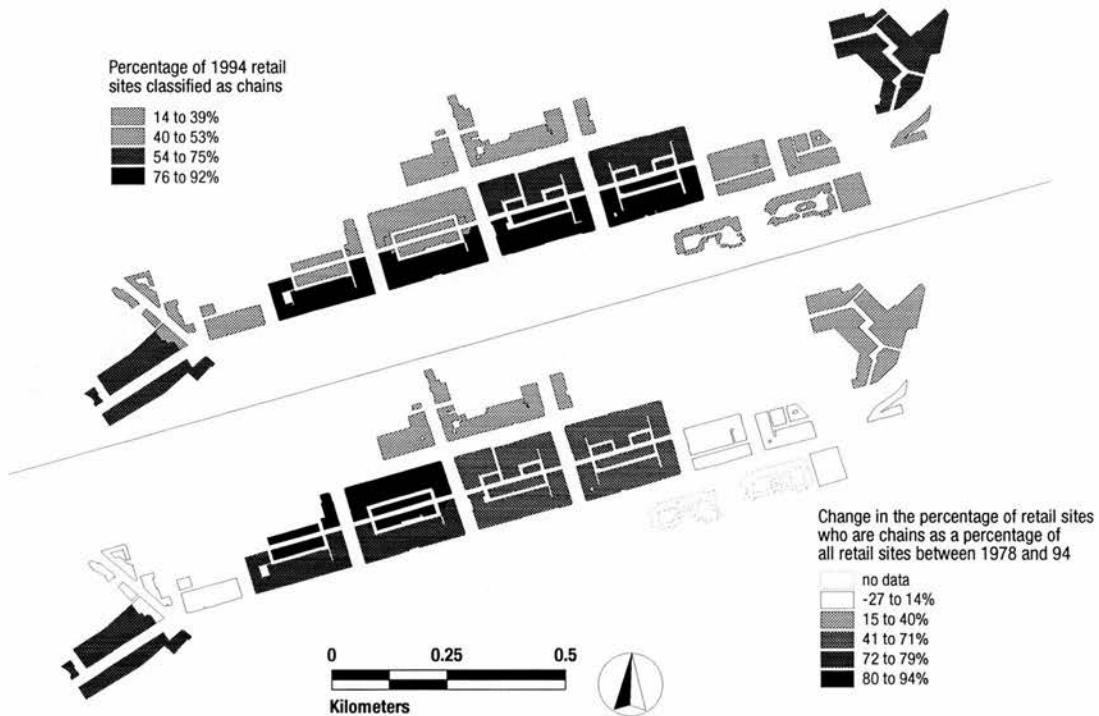 Percentage of 1994 retail
sites classified as chains
14 to 39%
40 to 53%
54 to 75%
76 to 92%
Change in the percentage of retail sites
who are chains as a percentage of
all retail sites between 1978 and 94
no data
-27 to 14%
15 to 40%
41 to 71%
72 to 79%
80 to 94%
0 0.25 0.5
Kilometers